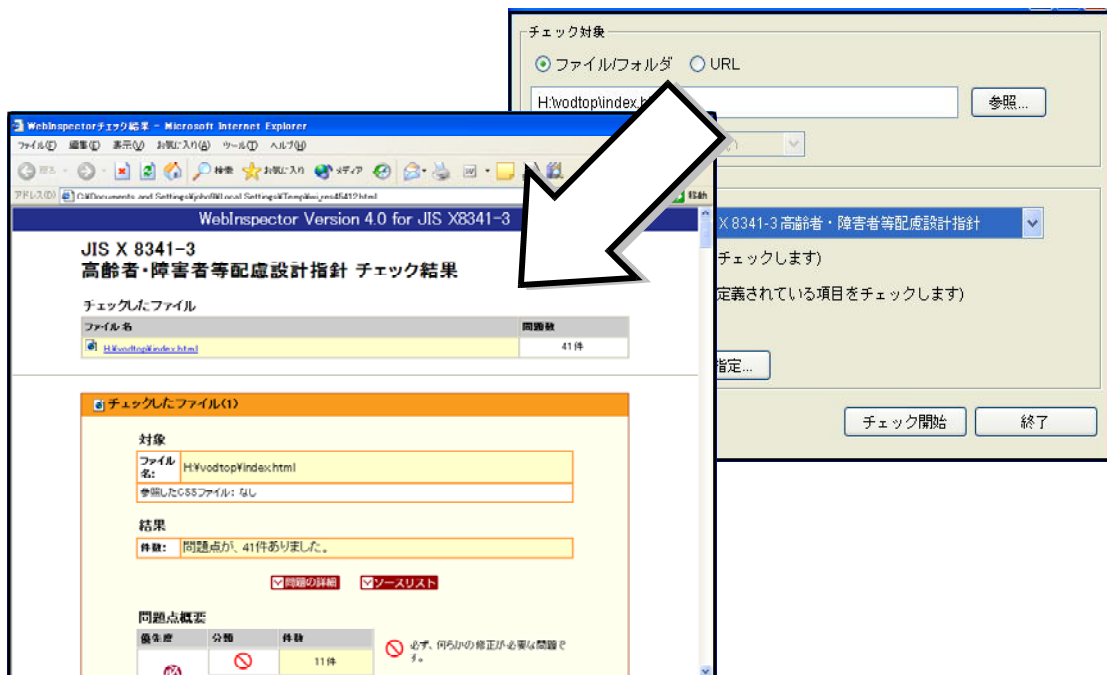 チェック対象
ファイル/フォルダ URL
H:\vodtop\index.h
参照...
X 8341-3 高齢者・障害者等配慮設計指針
チェックします)
定義されている項目をチェックします)
指定...
チェック開始 終了
WebInspectorチェック結果 - Microsoft Internet Explorer
ファイル(F) 編集(E) 表示(V) お気に入り(A) ツール(T) ヘルプ(H)
戻る 検索 お気に入り メディア
アドレス(D) 移動
WebInspector Version 4.0 for JIS X8341-3
JIS X 8341-3
高齢者・障害者等配慮設計指針 チェック結果
チェックしたファイル
ファイル名 問題数
H:¥vodtop¥index.html 41件
チェックしたファイル(1)
対象
ファイル名: H:¥vodtop¥index.html
参照したCSSファイル: なし
結果
件数: 問題点が、41件ありました。
問題の詳細 ソースリスト
問題点概要
優先度 分類 件数
11件
必ず、何らかの修正が必要な問題で
す。